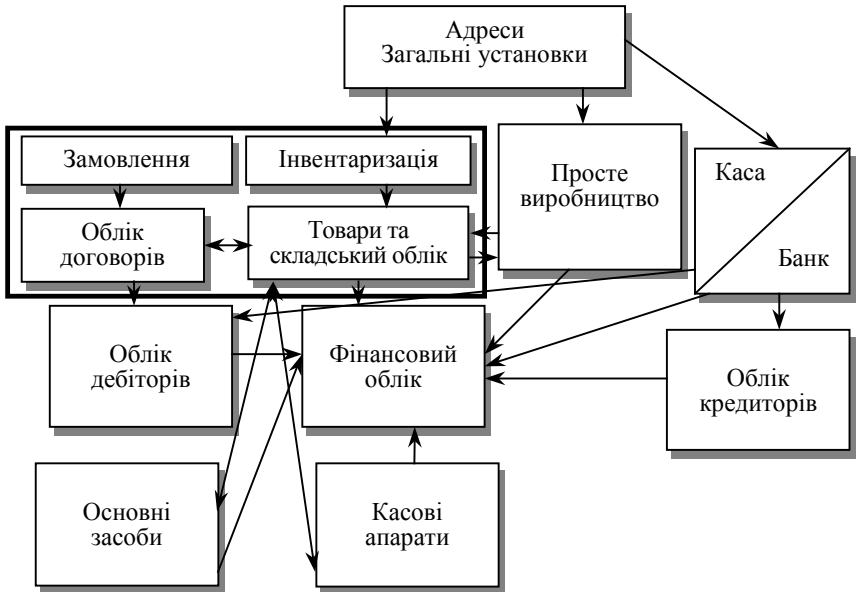 Адреси
Загальні установки
Замовлення
Інвентаризація
Просте
виробництво
Каса
Банк
Облік
договорів
Товари та
складський облік
Облік
дебіторів
Фінансовий
облік
Облік
кредиторів
Основні
засоби
Касові
апарати